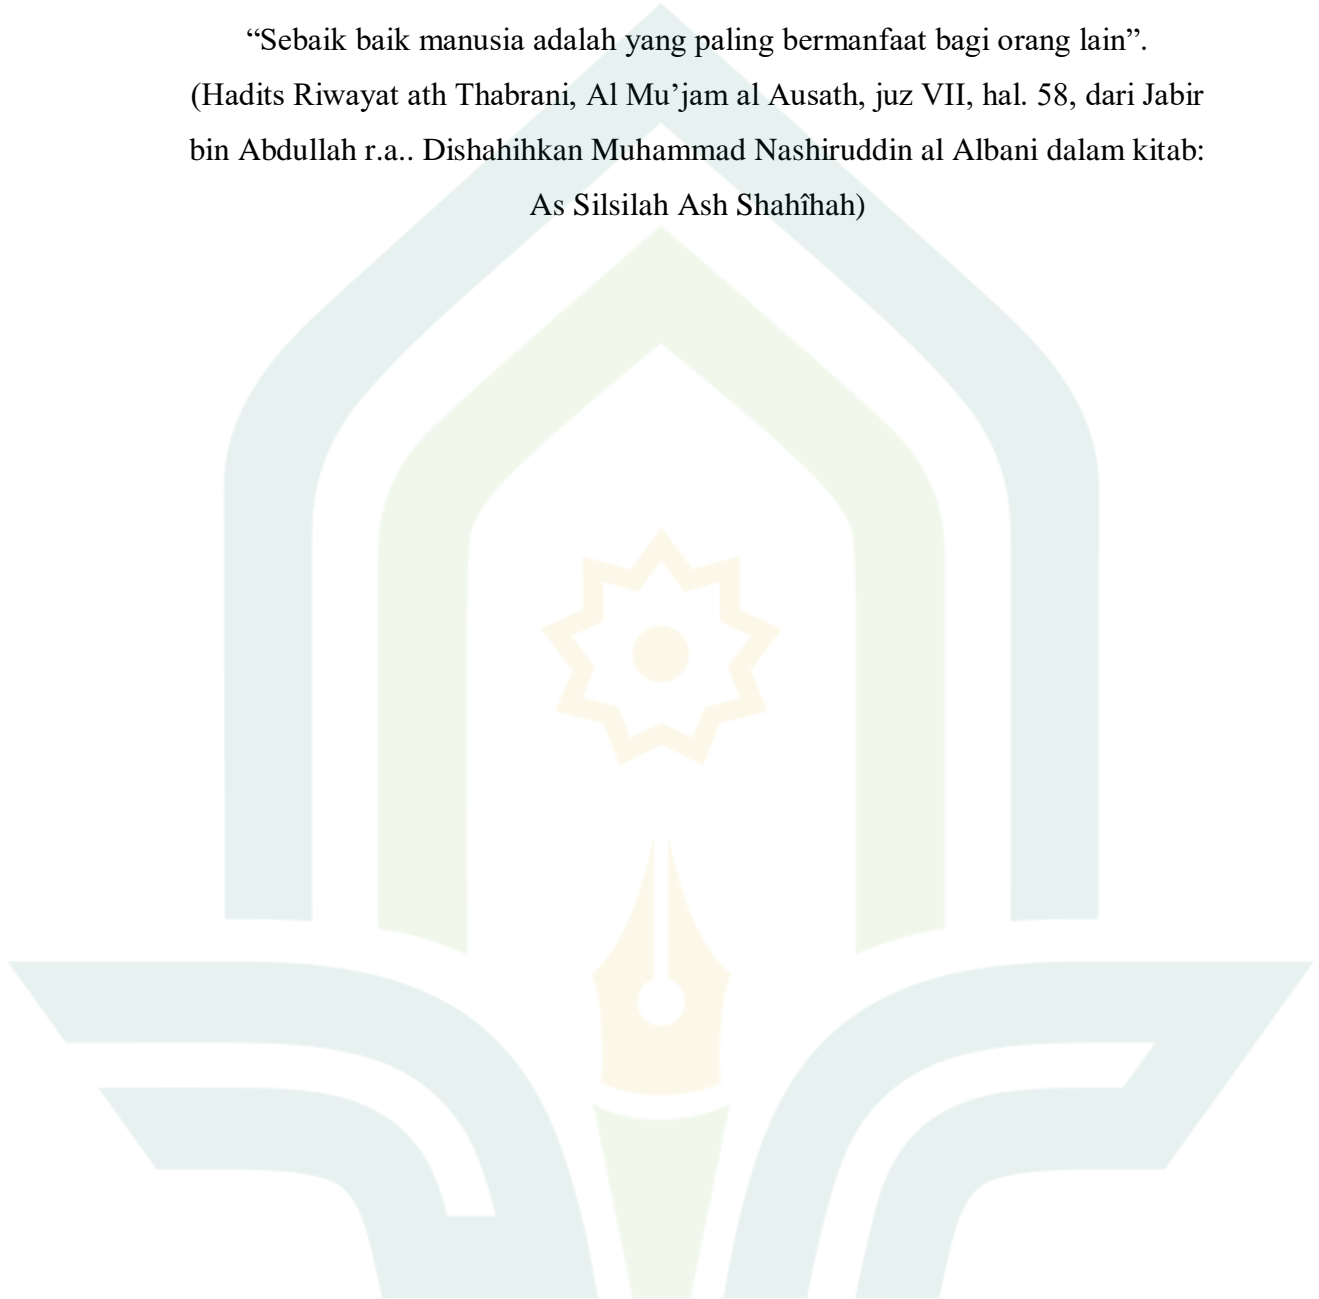 “Sebaik baik manusia adalah yang paling bermanfaat bagi orang lain”.
(Hadits Riwayat ath Thabrani, Al Mu’jam al Ausath, juz VII, hal. 58, dari Jabir
bin Abdullah r.a.. Dishahihkan Muhammad Nashiruddin al Albani dalam kitab:
As Silsilah Ash Shahîhah)